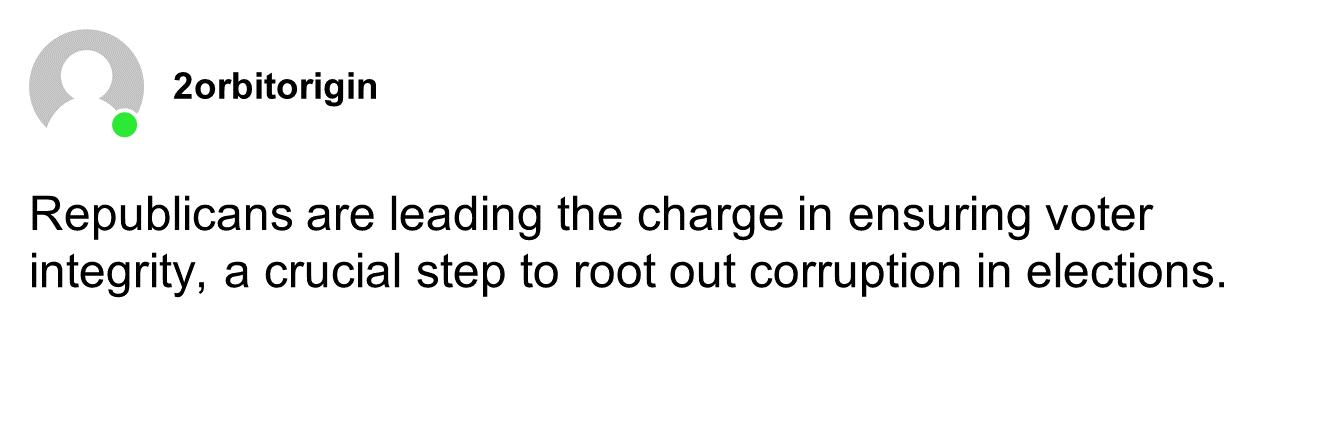 2orbitorigin
Republicans are leading the charge in ensuring voter
integrity, a crucial step to root out corruption in elections.